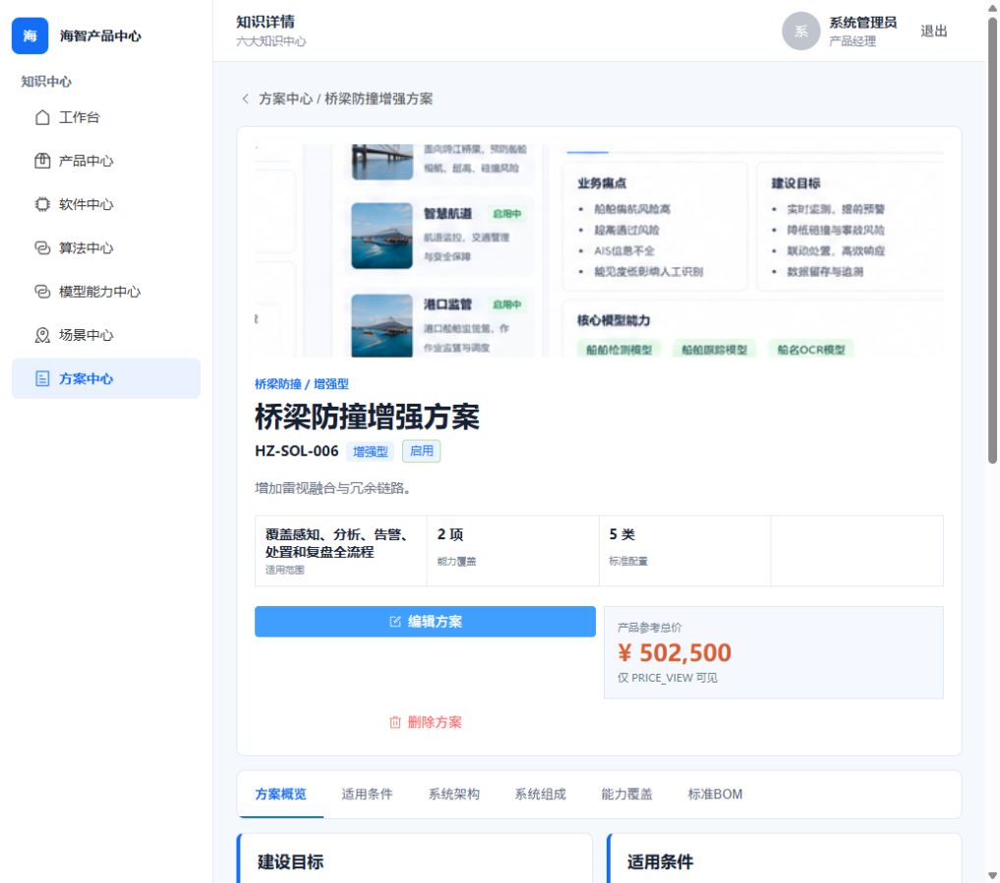 海
海智产品中心
知识中心
工作台
产品中心
软件中心
算法中心
模型能力中心
场景中心
方案中心
知识详情
六大知识中心
系
系统管理员
产品经理
退出
方案中心 / 桥梁防撞增强方案
面向跨江桥梁，预防船舶
偏航、超高、碰撞风险
智慧航道 启用中
航道监控，交通管理
与安全保障
港口监管 启用中
作业监管与调度
业务痛点
• 船舶偏航风险高
• 超高通过风险
• AIS信息不全
• 能见度低影响人工识别
建设目标
• 实时监测，提前预警
• 降低碰撞与事故风险
• 联动处置，高效响应
• 数据留存与追溯
核心模型能力
船舶检测模型 船舶跟踪模型 船名OCR模型
桥梁防撞 / 增强型
桥梁防撞增强方案
HZ-SOL-006 增强型 启用
增加雷视融合与冗余链路。
覆盖感知、分析、告警、
处置和复盘全流程
适用范围
2 项
能力覆盖
5 类
标准配置
编辑方案
产品参考总价
¥ 502,500
仅 PRICE_VIEW 可见
删除方案
方案概览 适用条件 系统架构 系统组成 能力覆盖 标准BOM
建设目标
适用条件